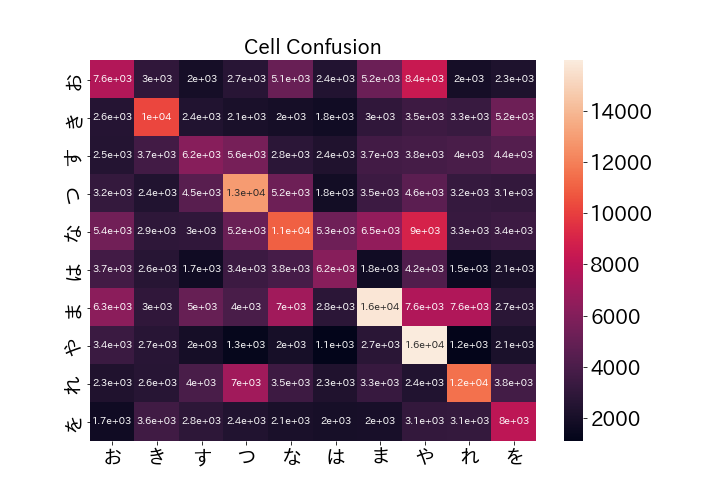 Cell Confusion
お 7.6e+03 3e+03 2e+03 2.7e+03 5.1e+03 2.4e+03 5.2e+03 8.4e+03 2e+03 2.3e+03
き 2.6e+03 1e+04 2.4e+03 2.1e+03 2e+03 1.8e+03 3e+03 3.5e+03 3.3e+03 5.2e+03
す 2.5e+03 3.7e+03 6.2e+03 5.6e+03 2.8e+03 2.4e+03 3.7e+03 3.8e+03 4e+03 4.4e+03
つ 3.2e+03 2.4e+03 4.5e+03 1.3e+04 5.2e+03 1.8e+03 3.5e+03 4.6e+03 3.2e+03 3.1e+03
な 5.4e+03 2.9e+03 3e+03 5.2e+03 1.1e+04 5.3e+03 6.5e+03 9e+03 3.3e+03 3.4e+03
は 3.7e+03 2.6e+03 1.7e+03 3.4e+03 3.8e+03 6.2e+03 1.8e+03 4.2e+03 1.5e+03 2.1e+03
ま 6.3e+03 3e+03 5e+03 4e+03 7e+03 2.8e+03 1.6e+04 7.6e+03 7.6e+03 2.7e+03
や 3.4e+03 2.7e+03 2e+03 1.3e+03 2e+03 1.1e+03 2.7e+03 1.6e+04 1.2e+03 2.1e+03
れ 2.3e+03 2.6e+03 4e+03 7e+03 3.5e+03 2.3e+03 3.3e+03 2.4e+03 1.2e+04 3.8e+03
を 1.7e+03 3.6e+03 2.8e+03 2.4e+03 2.1e+03 2e+03 2e+03 3.1e+03 3.1e+03 8e+03
お き す つ な は ま や れ を
14000
12000
10000
8000
6000
4000
2000